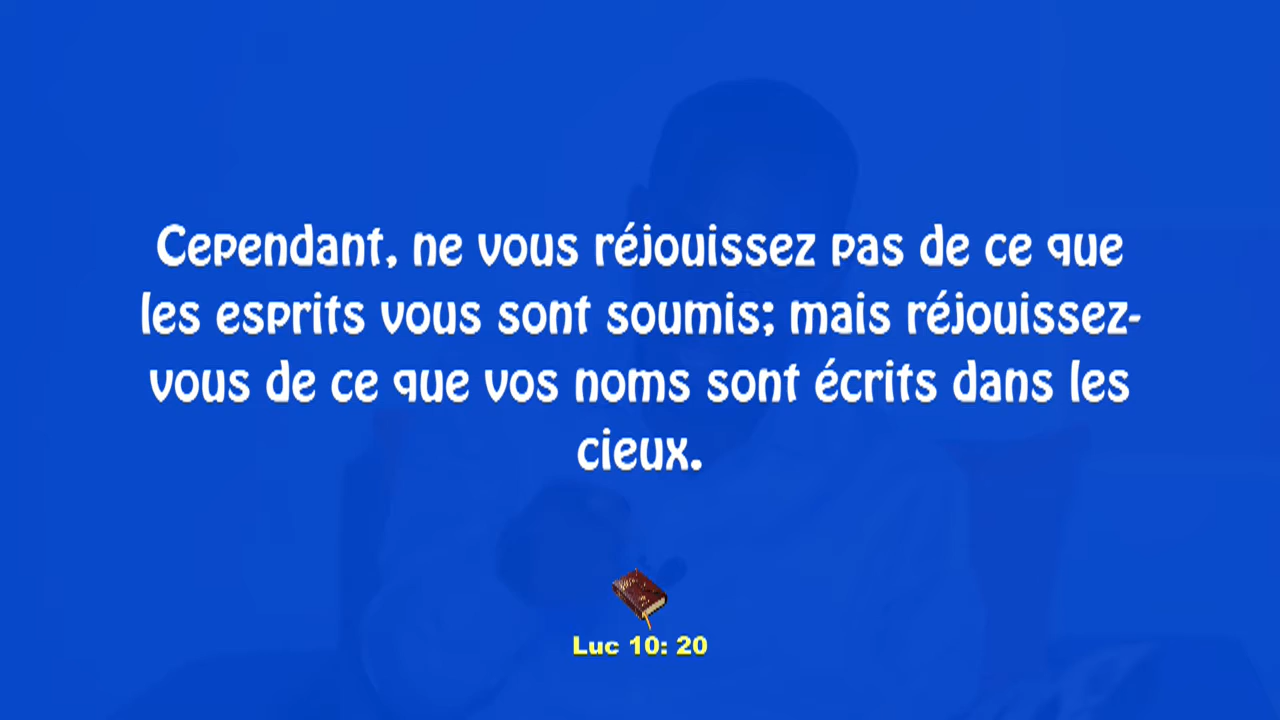 Cependant, ne vous réjouissez pas de ce que
les esprits vous sont soumis; mais réjouissez-
vous de ce que vos noms sont écrits dans les
cieux.
Luc 10: 20